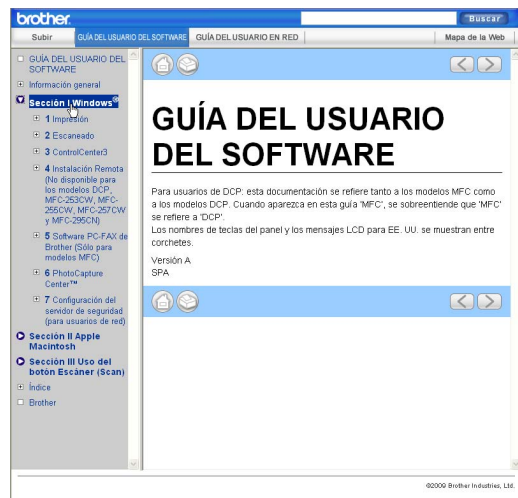 brother.
Buscar
Subir
GUÍA DEL USUARIO DEL SOFTWARE
GUÍA DEL USUARIO EN RED
Mapa de la Web
GUÍA DEL USUARIO DEL
SOFTWARE
Información general
Sección I Windows®
1 Impresión
2 Escaneado
3 ControlCenter3
4 Instalación Remota
(No disponible para
los modelos DCP,
MFC-253CW, MFC-
255CW, MFC-257CW
y MFC-295CN)
5 Software PC-FAX de
Brother (Sólo para
modelos MFC)
6 PhotoCapture
Center™
7 Configuración del
servidor de seguridad
(para usuarios de red)
Sección II Apple
Macintosh
Sección III Uso del
botón Escáner (Scan)
Índice
Brother
GUÍA DEL USUARIO
DEL SOFTWARE
Para usuarios de DCP: esta documentación se refiere tanto a los modelos MFC como
a los modelos DCP. Cuando aparezca en esta guía 'MFC', se sobreentiende que 'MFC'
se refiere a 'DCP'.
Los nombres de teclas del panel y los mensajes LCD para EE. UU. se muestran entre
corchetes.
Versión A
SPA
©2009 Brother Industries, Ltd.